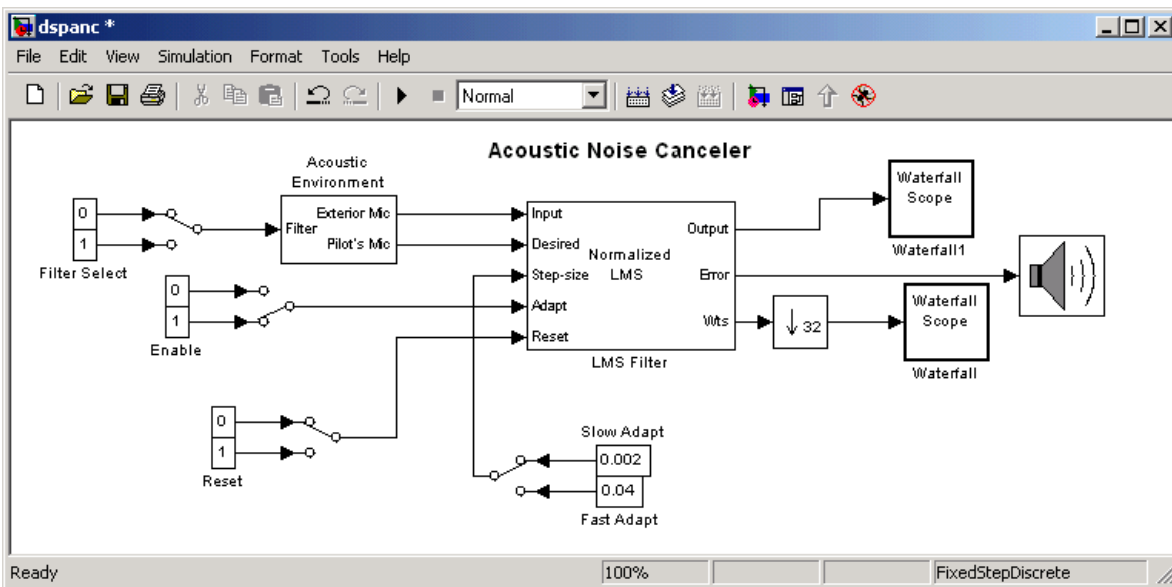 dspanc *
File Edit View Simulation Format Tools Help
Normal
Acoustic Noise Canceler
Acoustic
Environment
Filter
Exterior Mic
Pilot's Mic
0
1
Filter Select
0
1
Enable
0
1
Reset
Input
Desired
Step-size
Adapt
Reset
Normalized
LMS
Output
Error
Wts
LMS Filter
Waterfall
Scope
Waterfall1
32
Waterfall
Scope
Waterfall
Slow Adapt
0.002
0.04
Fast Adapt
Ready 100% FixedStepDiscrete